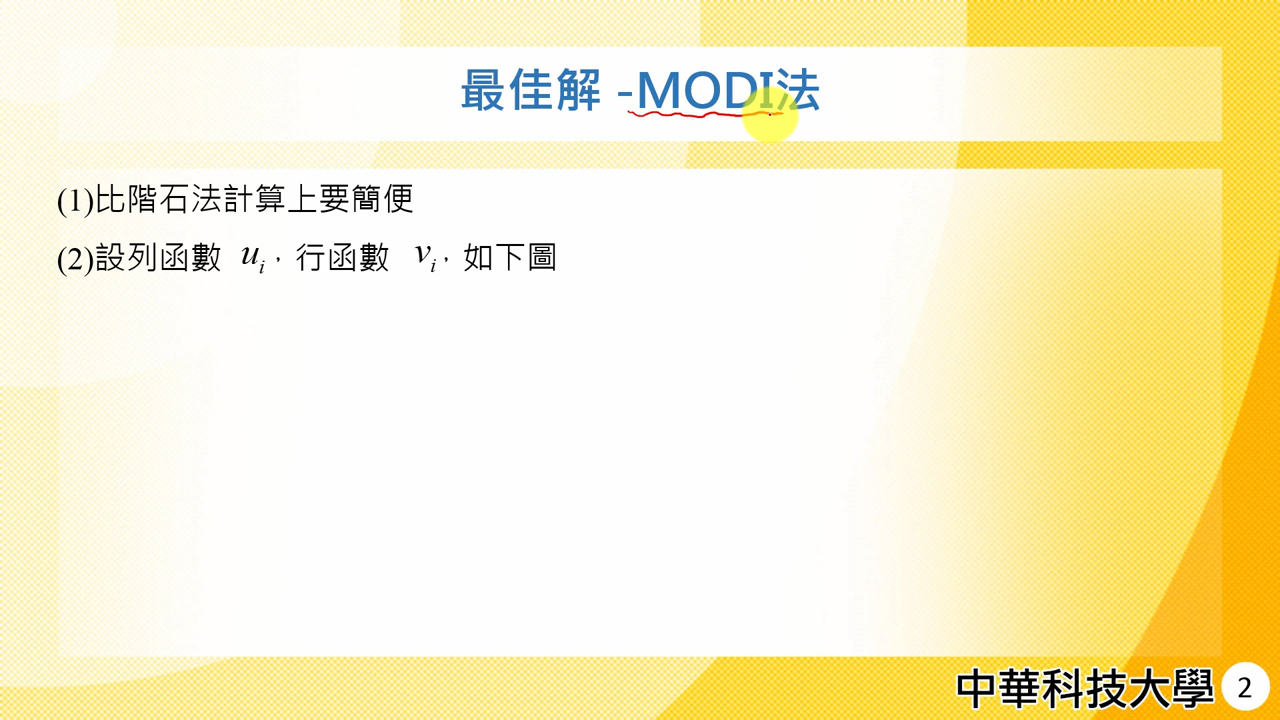 最佳解 -MODI法
(1)比階石法計算上要簡便
(2)設列函數 uᵢ，行函數 vᵢ，如下圖
中華科技大學 2